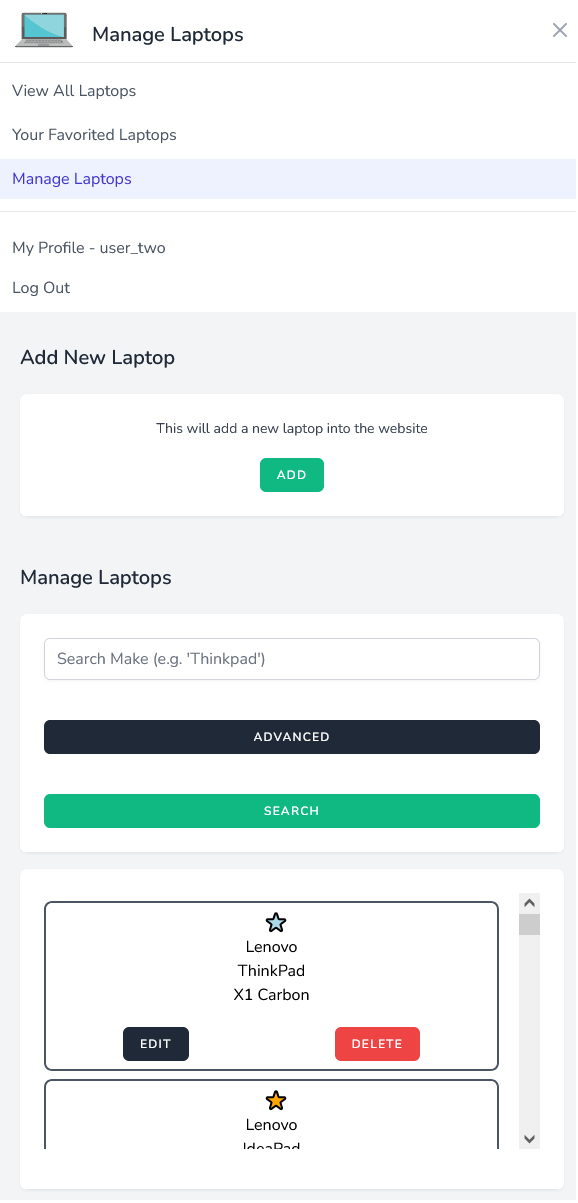 Manage Laptops
View All Laptops
Your Favorited Laptops
Manage Laptops
My Profile - user_two
Log Out
Add New Laptop
This will add a new laptop into the website
ADD
Manage Laptops
Search Make (e.g. 'Thinkpad')
ADVANCED
SEARCH
Lenovo
ThinkPad
X1 Carbon
EDIT
DELETE
Lenovo
IdeaPad